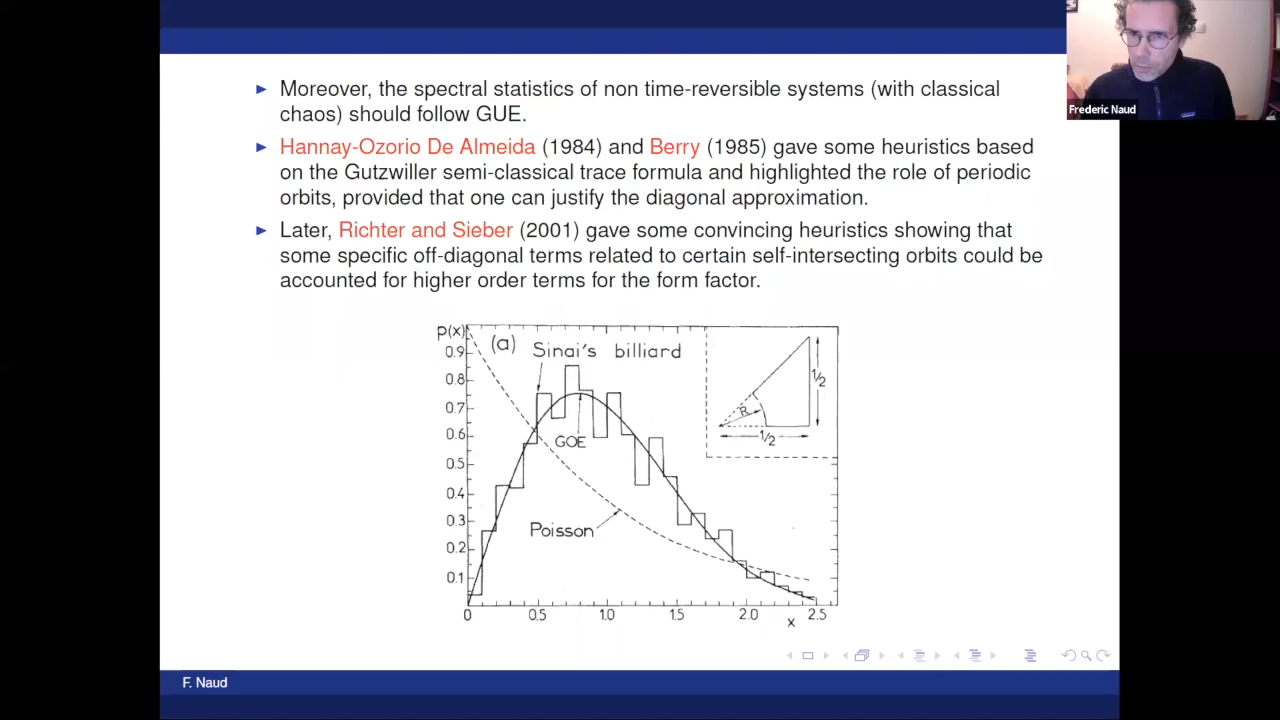 ▶ Moreover, the spectral statistics of non time-reversible systems (with classical
chaos) should follow GUE.
▶ Hannay-Ozorio De Almeida (1984) and Berry (1985) gave some heuristics based
on the Gutzwiller semi-classical trace formula and highlighted the role of periodic
orbits, provided that one can justify the diagonal approximation.
▶ Later, Richter and Sieber (2001) gave some convincing heuristics showing that
some specific off-diagonal terms related to certain self-intersecting orbits could be
accounted for higher order terms for the form factor.
p(x)
(a) Sinai's billiard
0.9
0.8
0.7
0.6
0.5
0.4
0.3
0.2
0.1
GOE
Poisson
R
1/2
1/2
0 0.5 1.0 1.5 2.0 2.5
x
F. Naud
Frederic Naud